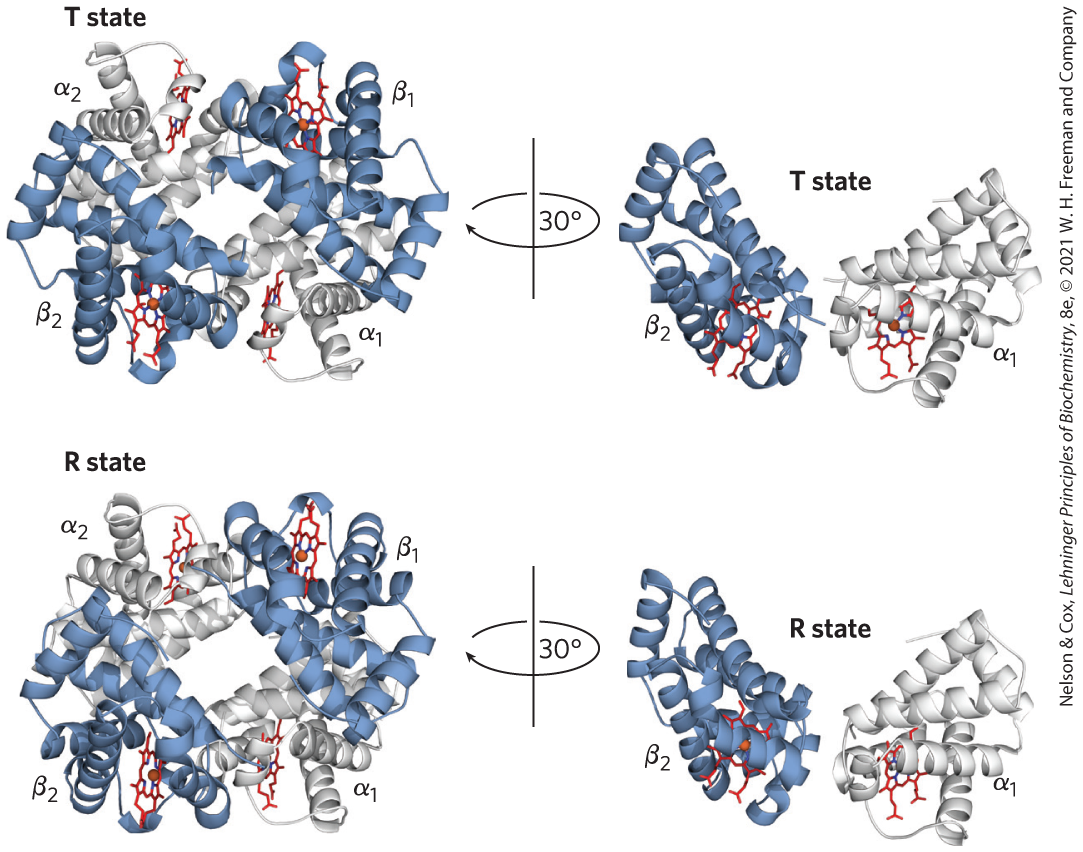 T state
α₂
β₁
β₂
α₁
30°
T state
β₂
α₁
R state
α₂
β₁
β₂
α₁
30°
R state
β₂
α₁
Nelson & Cox, Lehninger Principles of Biochemistry, 8e, © 2021 W. H. Freeman and Company